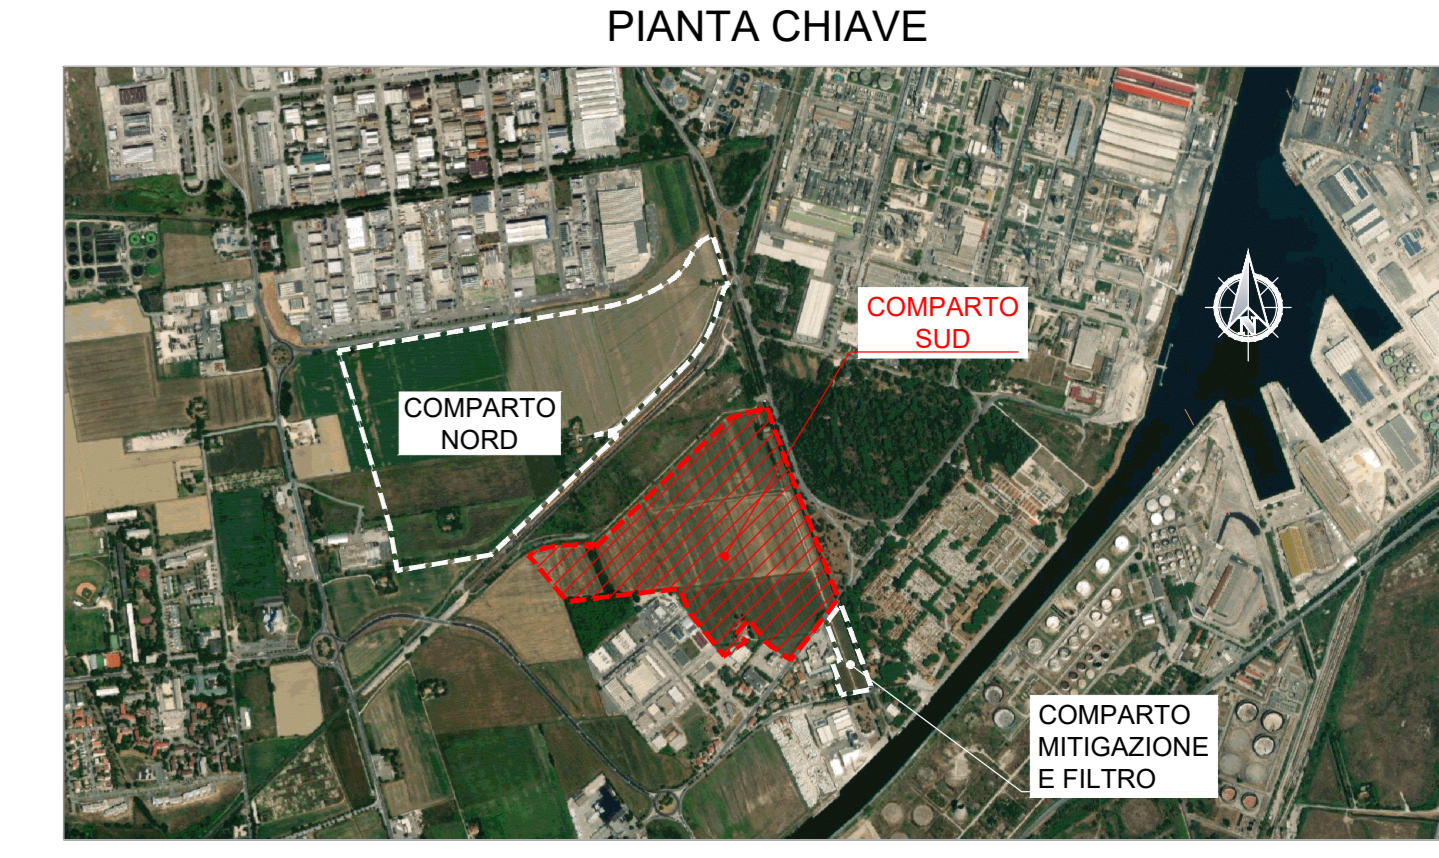 PIANTA CHIAVE
COMPARTO
SUD
COMPARTO
NORD
N
COMPARTO
MITIGAZIONE
E FILTRO